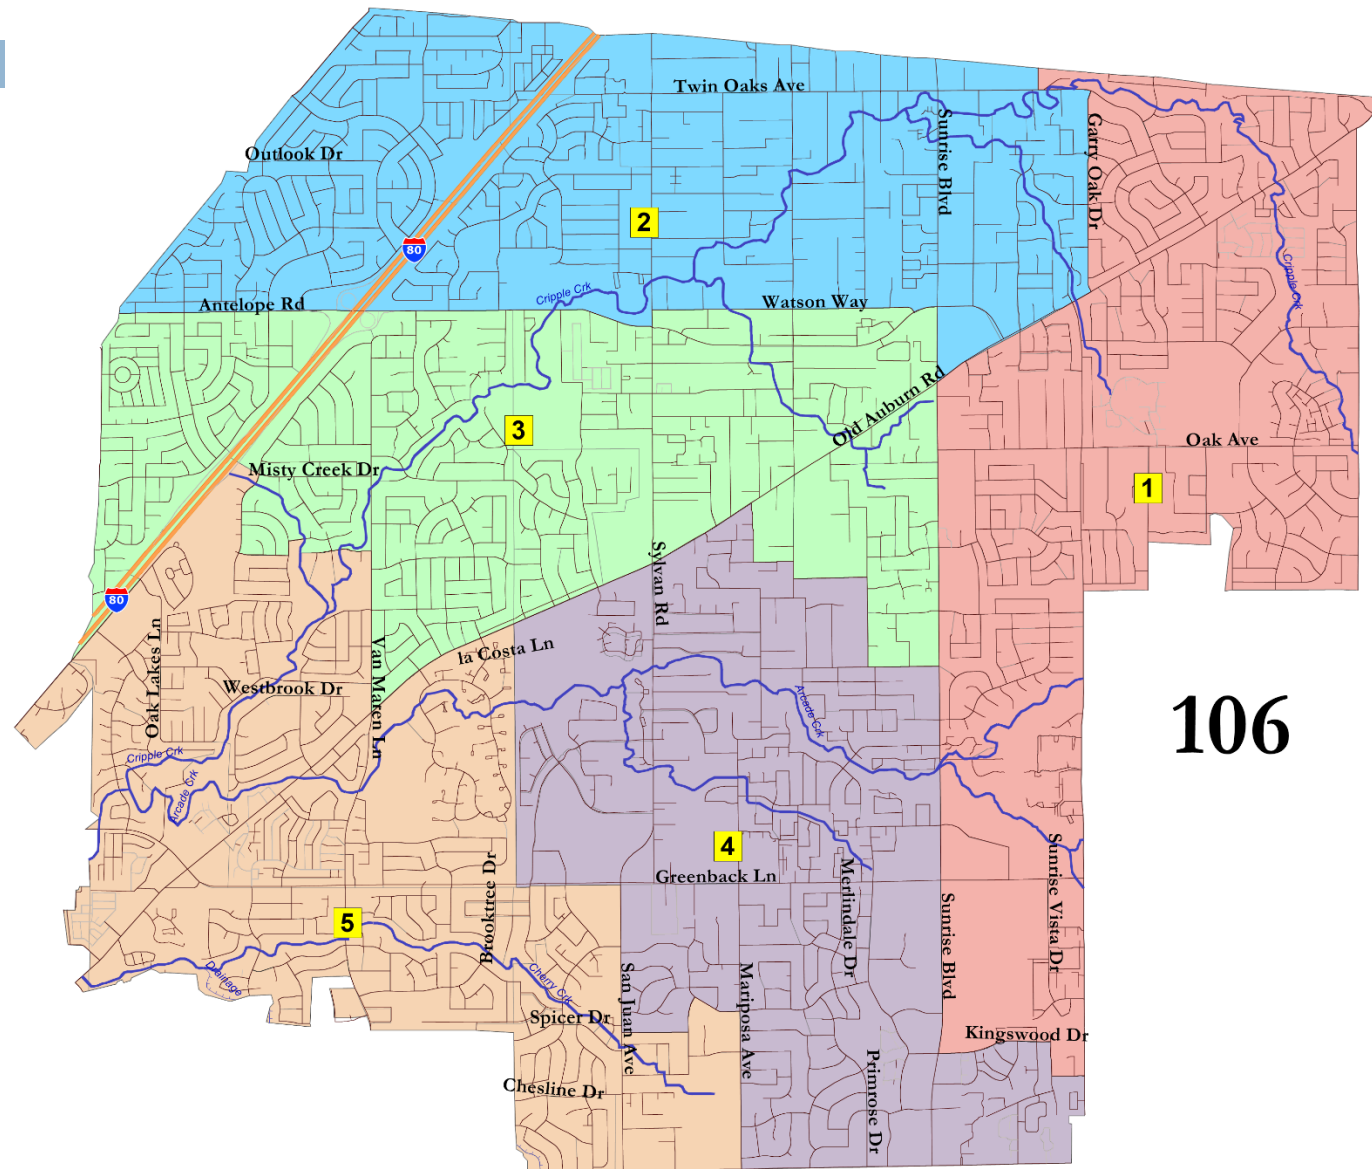 Twin Oaks Ave
Outlook Dr
Sunrise Blvd
Garry Oak Dr
2
80
Cripple Crk
Cripple Crk
Antelope Rd
Watson Way
3
Old Auburn Rd
Oak Ave
Misty Creek Dr
1
80
Sylvan Rd
Oak Lakes Ln
Van Maren Ln
la Costa Ln
Westbrook Dr
Arcade Crk
106
Cripple Crk
Arcade Crk
4
Greenback Ln
Merlindale Dr
Sunrise Vista Dr
Brooktree Dr
5
Sunrise Blvd
Drainage
Cherry Crk
San Juan Ave
Mariposa Ave
Spicer Dr
Kingswood Dr
Primrose Dr
Chesline Dr